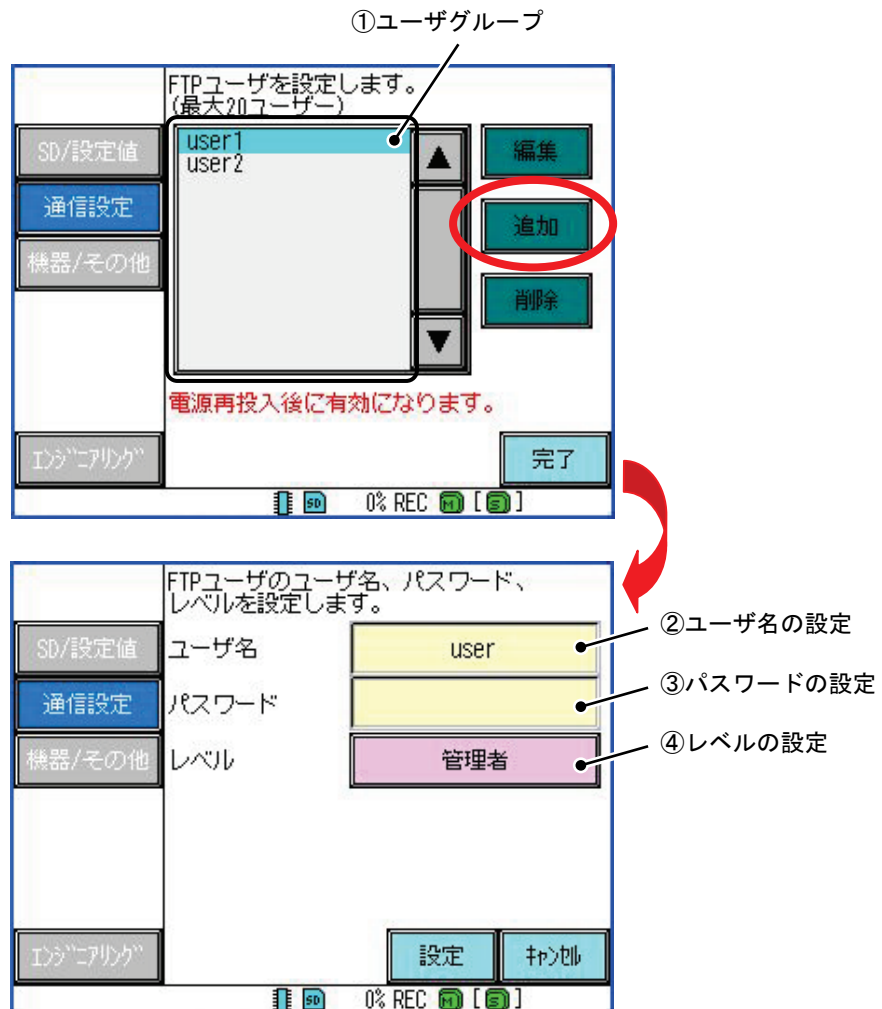 ①ユーザグループ
FTPユーザを設定します。
(最大20ユーザー)
SD/設定値
通信設定
機器/その他
user1
user2
▲
▼
編集
追加
削除
電源再投入後に有効になります。
エンジニアリング
完了
SD 0% REC M [S]
FTPユーザのユーザ名、パスワード、
レベルを設定します。
SD/設定値
ユーザ名
user
②ユーザ名の設定
通信設定
パスワード
③パスワードの設定
機器/その他
レベル
管理者
④レベルの設定
エンジニアリング
設定
キャンセル
SD 0% REC M [S]